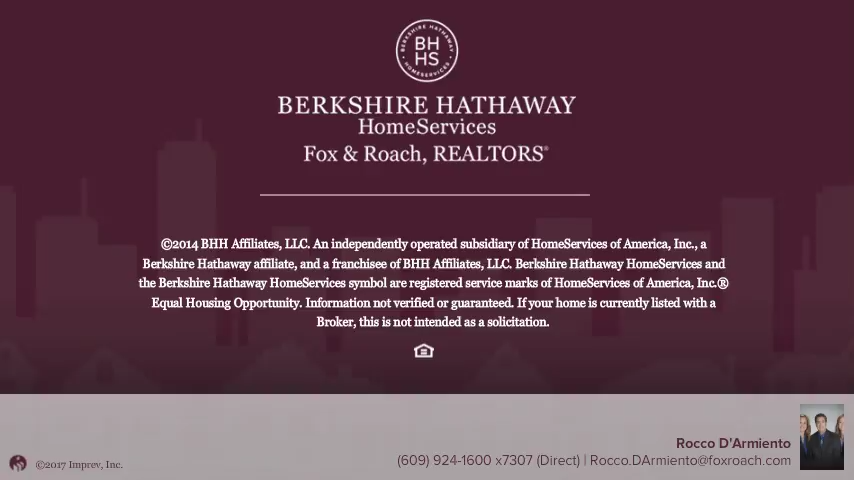 BERKSHIRE HATHAWAY
BH
HS
HOMESERVICES
BERKSHIRE HATHAWAY
HomeServices
Fox & Roach, REALTORS®
©2014 BHH Affiliates, LLC. An independently operated subsidiary of HomeServices of America, Inc., a
Berkshire Hathaway affiliate, and a franchisee of BHH Affiliates, LLC. Berkshire Hathaway HomeServices and
the Berkshire Hathaway HomeServices symbol are registered service marks of HomeServices of America, Inc.®
Equal Housing Opportunity. Information not verified or guaranteed. If your home is currently listed with a
Broker, this is not intended as a solicitation.
Rocco D'Armiento
(609) 924-1600 x7307 (Direct) | Rocco.DArmiento@foxroach.com
©2017 Imprev, Inc.